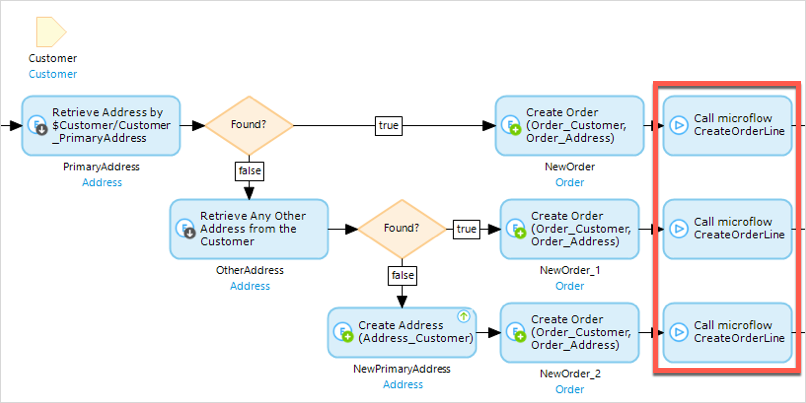 Customer
Customer
Retrieve Address by
$Customer/Customer
_PrimaryAddress
PrimaryAddress
Address
Found?
true
Create Order
(Order_Customer,
Order_Address)
NewOrder
Order
Call microflow
CreateOrderLine
false
Retrieve Any Other
Address from the
Customer
OtherAddress
Address
Found?
true
Create Order
(Order_Customer,
Order_Address)
NewOrder_1
Order
Call microflow
CreateOrderLine
false
Create Address
(Address_Customer)
NewPrimaryAddress
Address
Create Order
(Order_Customer,
Order_Address)
NewOrder_2
Order
Call microflow
CreateOrderLine